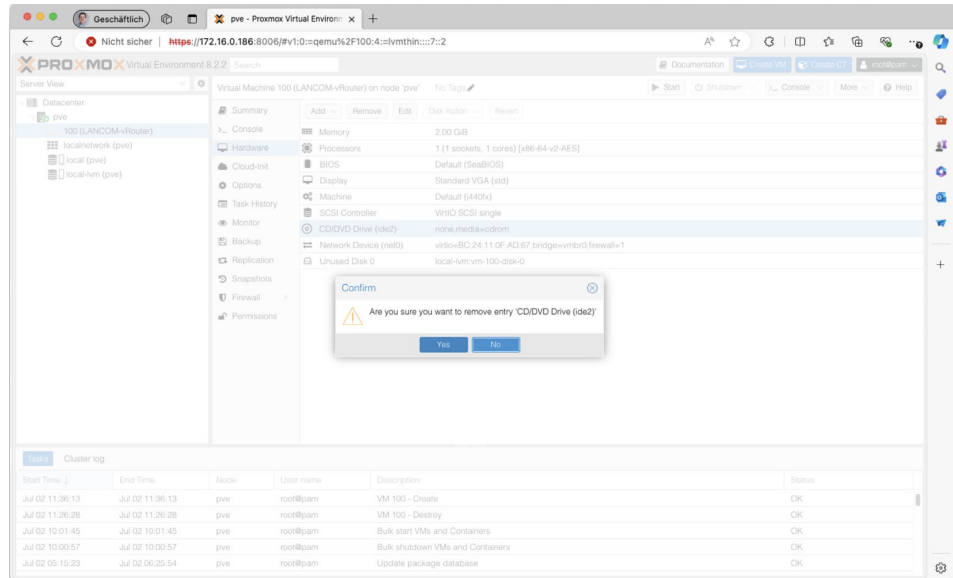 Geschäftlich
pve - Proxmox Virtual Environm
Nicht sicher
https://172.16.0.186:8006/#v1:0:=qemu%2F100:4:=lvmthin::::7::2
PROXMOX Virtual Environment 8.2.2 Search
Documentation Create VM Create CT root@pam
Server View
Virtual Machine 100 (LANCOM-vRouter) on node 'pve' No Tags
Start Shutdown Console More Help
Datacenter
pve
100 (LANCOM-vRouter)
localnetwork (pve)
local (pve)
local-lvm (pve)
Summary
Console
Hardware
Cloud-Init
Options
Task History
Monitor
Backup
Replication
Snapshots
Firewall
Permissions
Add Remove Edit Disk Action Revert
Memory 2.00 GiB
Processors 1 (1 sockets, 1 cores) [x86-64-v2-AES]
BIOS Default (SeaBIOS)
Display Standard VGA (std)
Machine Default (i440fx)
SCSI Controller VirtIO SCSI single
CD/DVD Drive (ide2) none,media=cdrom
Network Device (net0) virtio=BC:24:11:0F:AD:67,bridge=vmbr0,firewall=1
Unused Disk 0 local-lvm:vm-100-disk-0
Confirm
Are you sure you want to remove entry 'CD/DVD Drive (ide2)'
Yes No
Tasks Cluster log
Start Time End Time Node User name Description Status
Jul 02 11:36:13 Jul 02 11:36:13 pve root@pam VM 100 - Create OK
Jul 02 11:26:28 Jul 02 11:26:28 pve root@pam VM 100 - Destroy OK
Jul 02 10:01:45 Jul 02 10:01:45 pve root@pam Bulk start VMs and Containers OK
Jul 02 10:00:57 Jul 02 10:00:57 pve root@pam Bulk shutdown VMs and Containers OK
Jul 02 05:15:23 Jul 02 06:25:54 pve root@pam Update package database OK